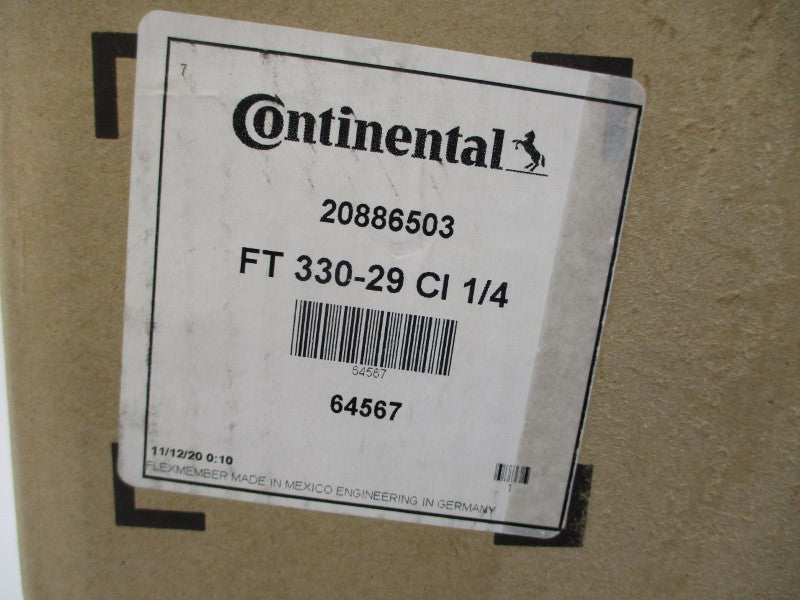 7
Continental
20886503
FT 330-29 CI 1/4
64567
64567
11/12/20 0:10
FLEXMEMBER MADE IN MEXICO ENGINEERING IN GERMANY
1